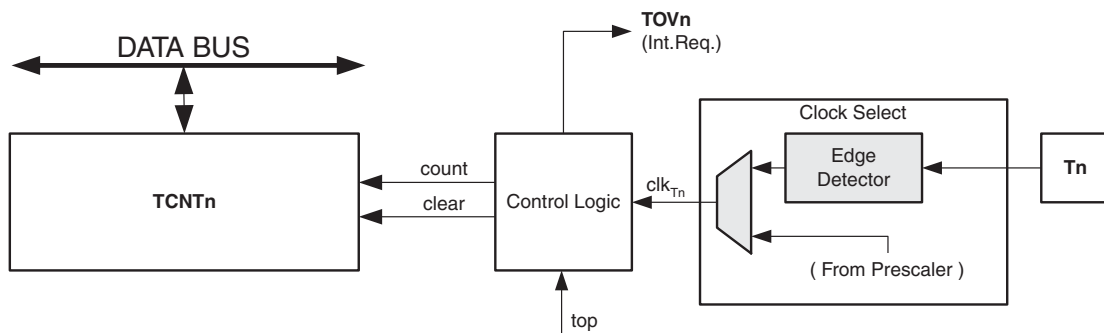 TOVn
(Int.Req.)
DATA BUS
Clock Select
Edge
Detector
Tn
TCNTn
count
clear
Control Logic
clkTn
( From Prescaler )
top